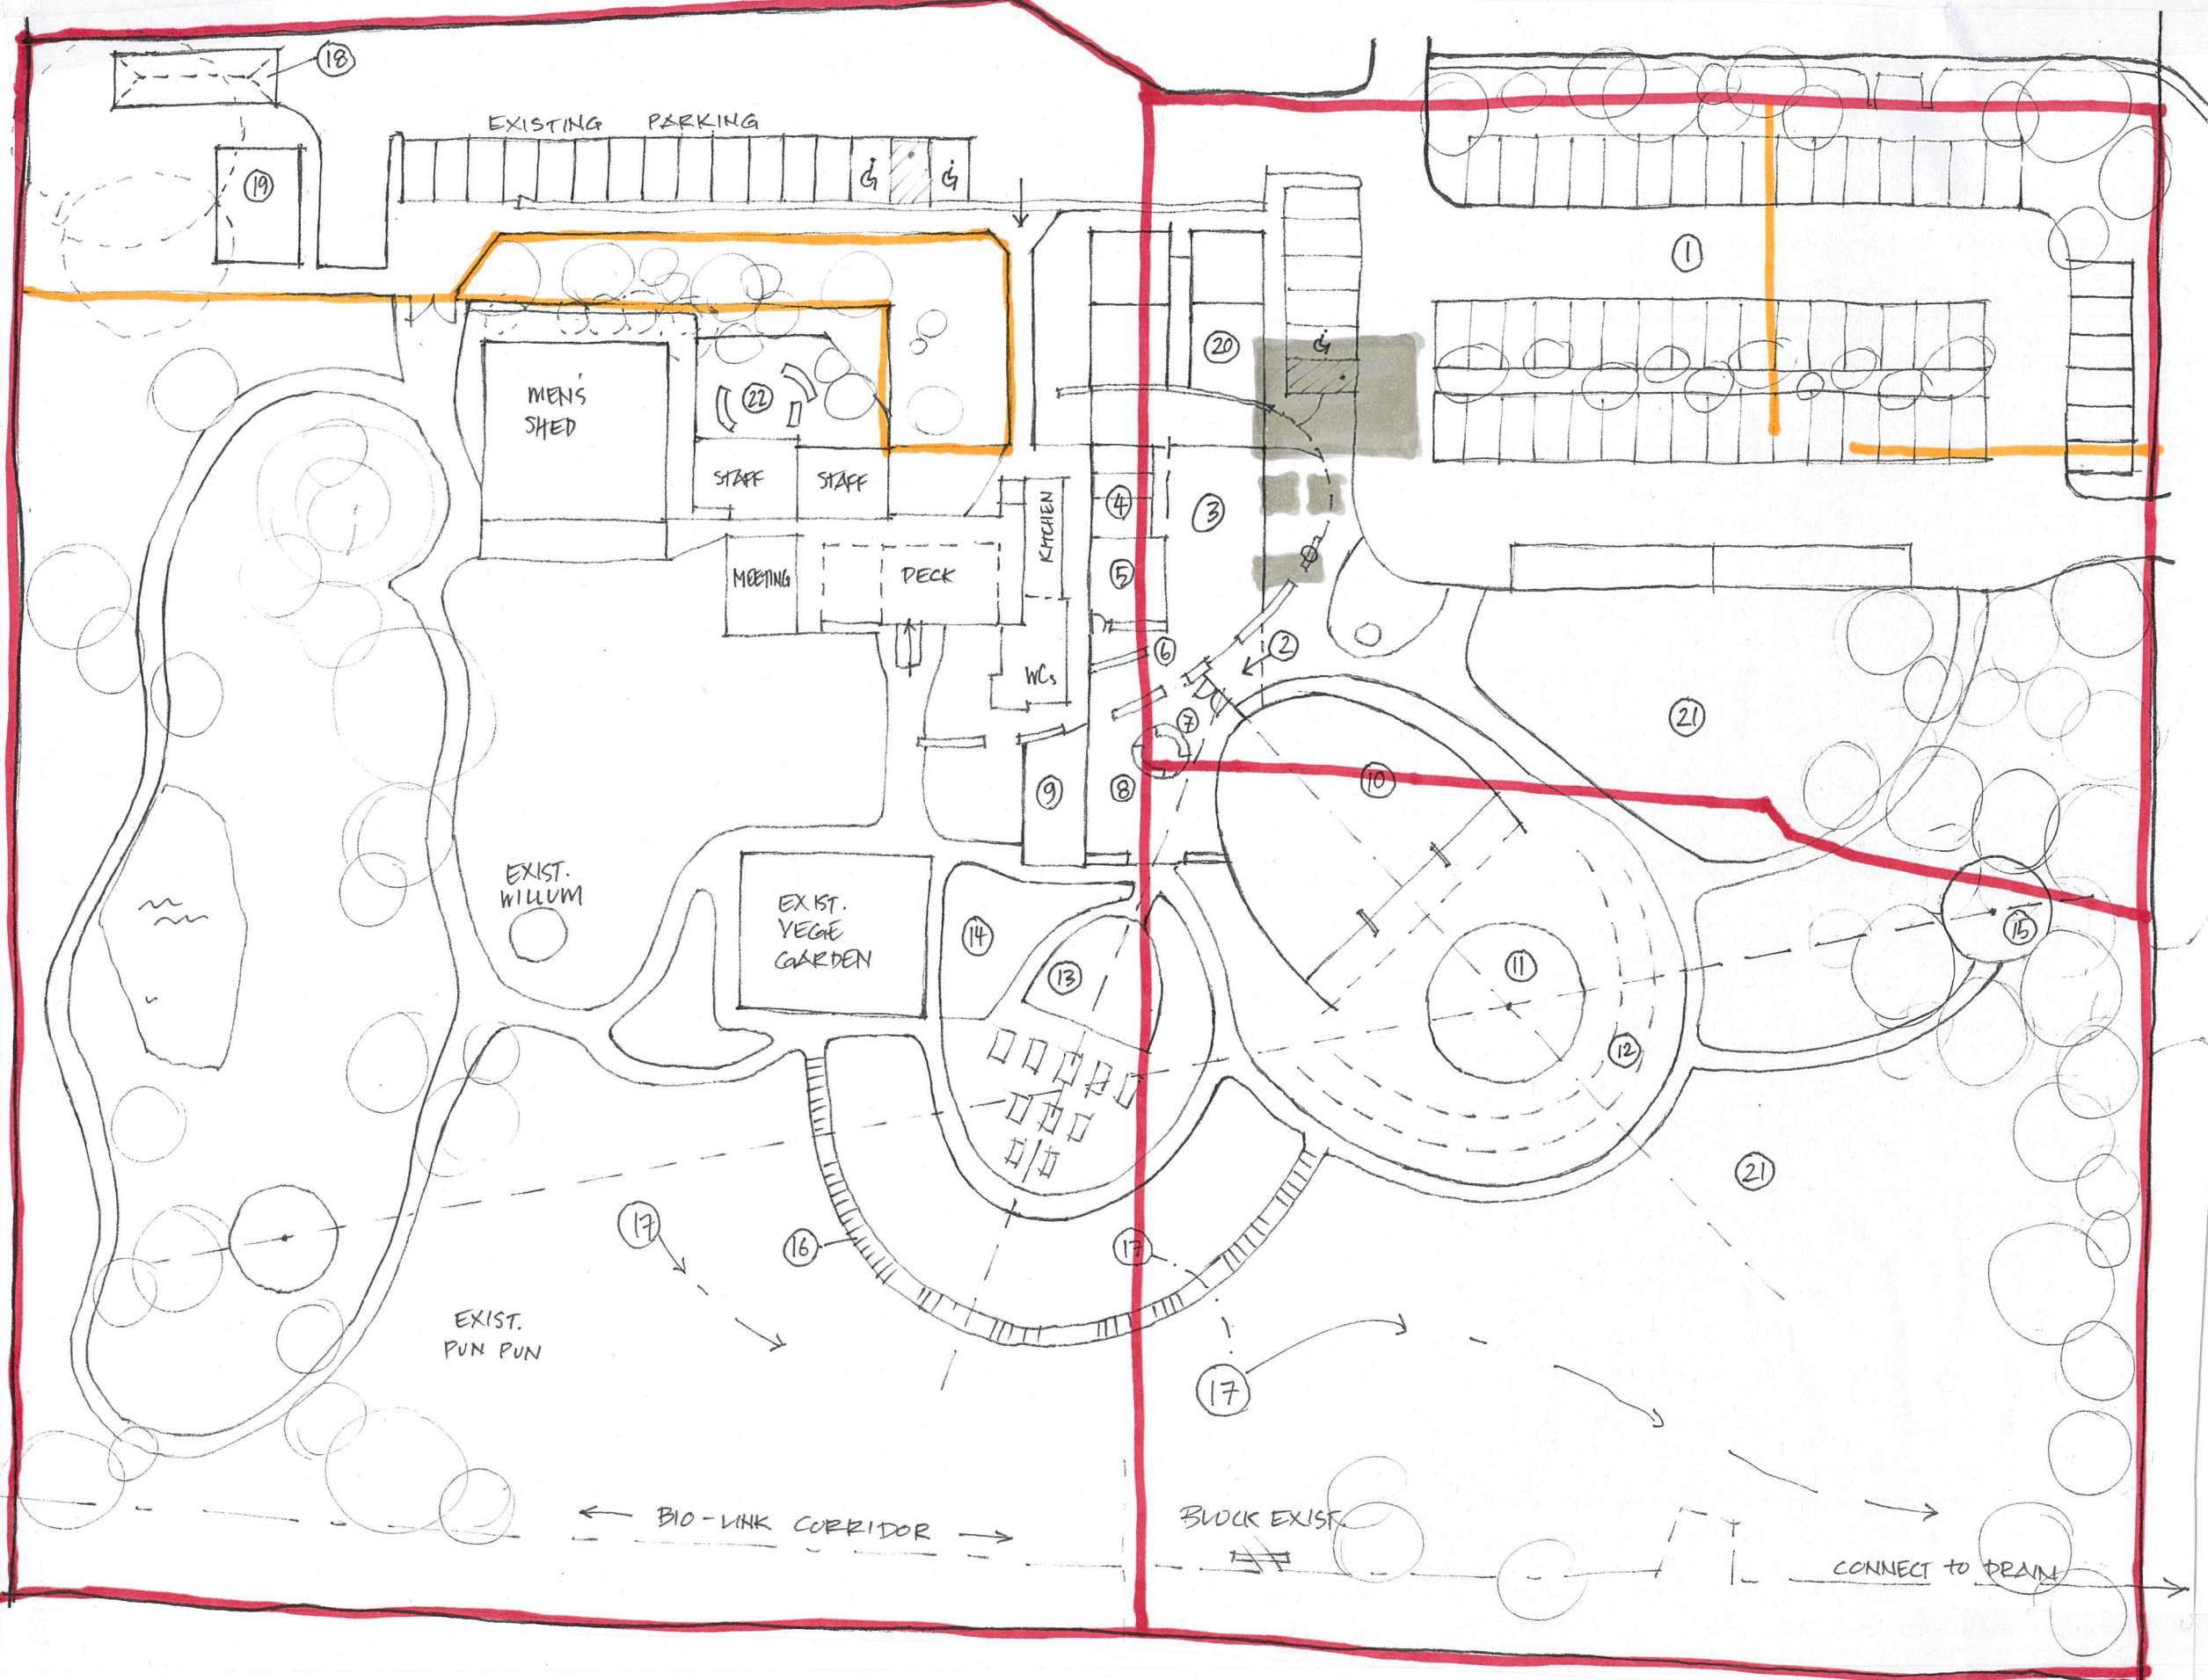 18
EXISTING PARKING
19
1
20
MEN'S
SHED
22
STAFF
STAFF
KITCHEN
4
3
MEETING
DECK
5
6
2
WCs
7
21
9
8
10
EXIST.
WILLUM
EXIST.
VEGE
GARDEN
14
13
11
15
12
21
17
16
17
EXIST.
PUN PUN
17
BIO-LINK CORRIDOR
BLOCK EXIST.
CONNECT TO DRAIN